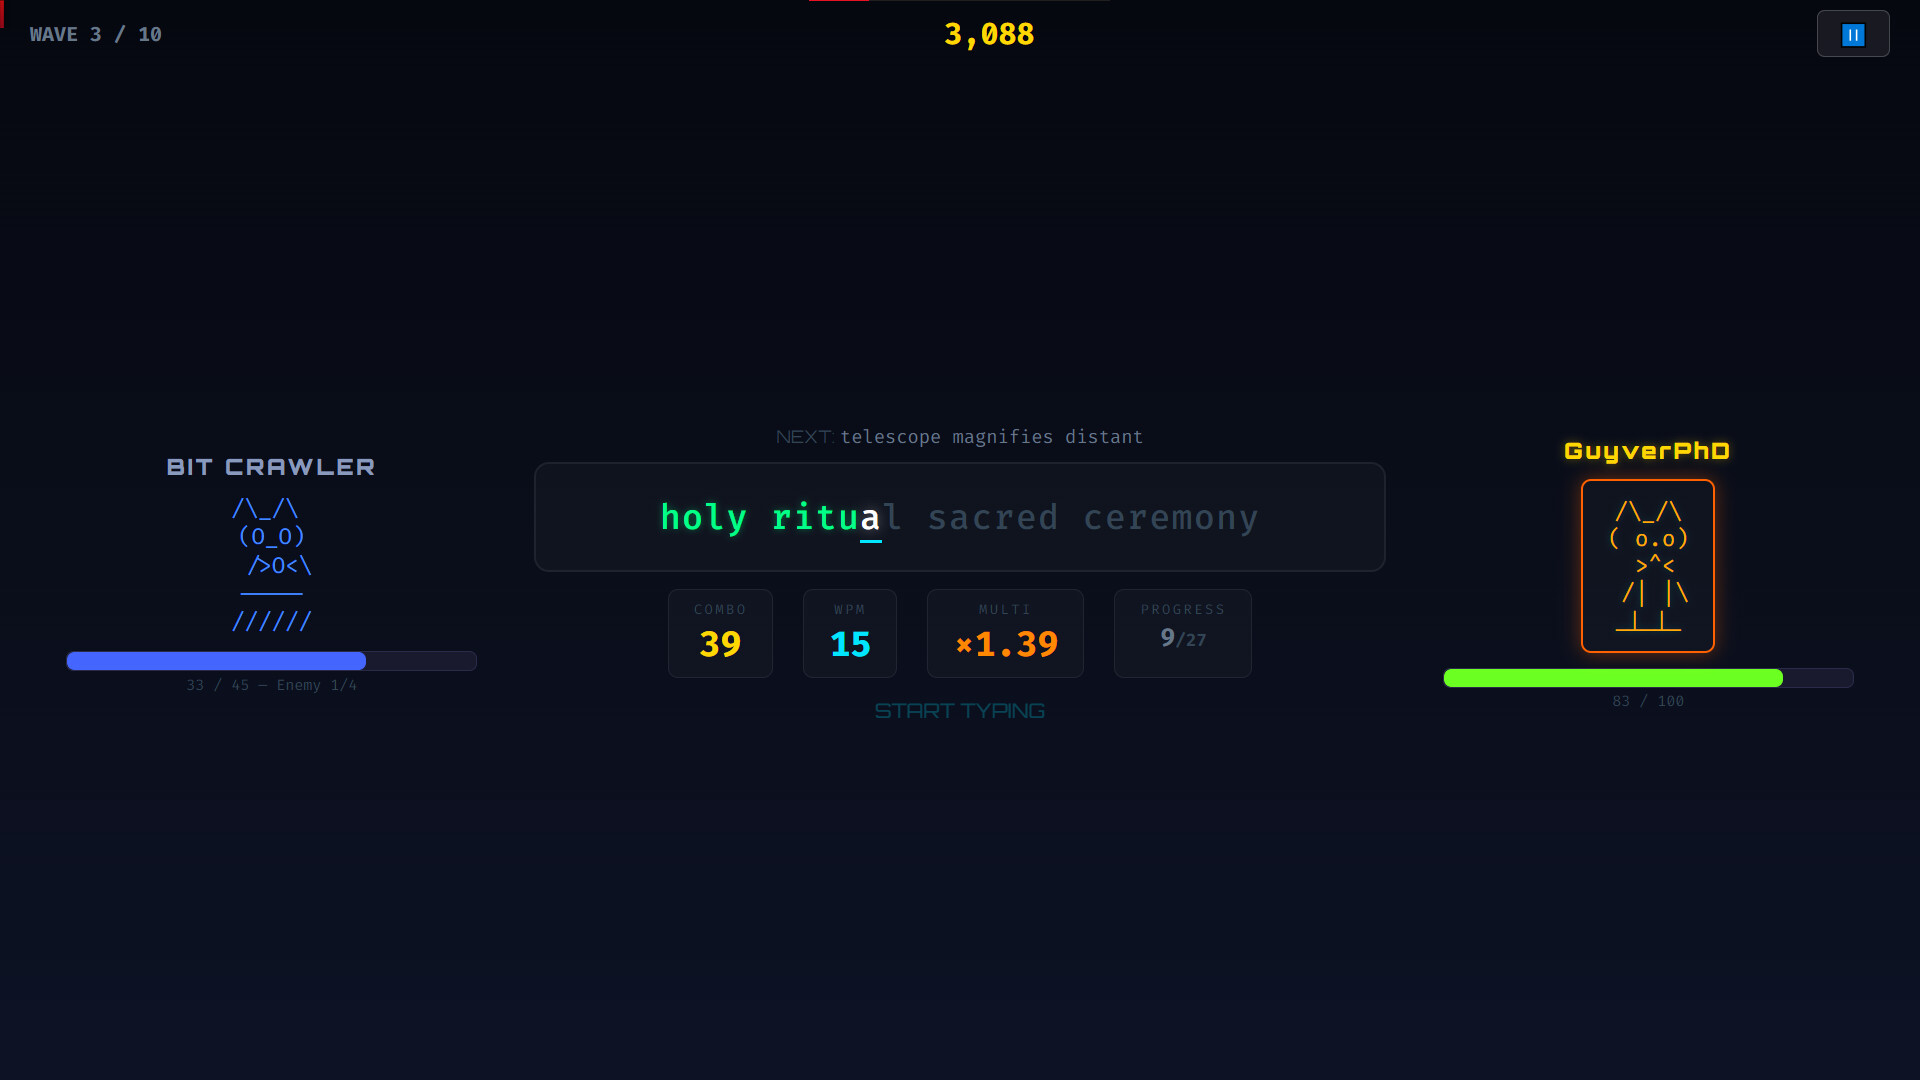 WAVE 3 / 10
3,088
NEXT: telescope magnifies distant
BIT CRAWLER
GuyverPhD
/\_/\
(O_O)
/>O<\
//////
/\_/\
( o.o)
>^<
/| |\
_|_|_
holy ritual sacred ceremony
COMBO
39
WPM
15
MULTI
×1.39
PROGRESS
9/27
33 / 45 — Enemy 1/4
83 / 100
START TYPING